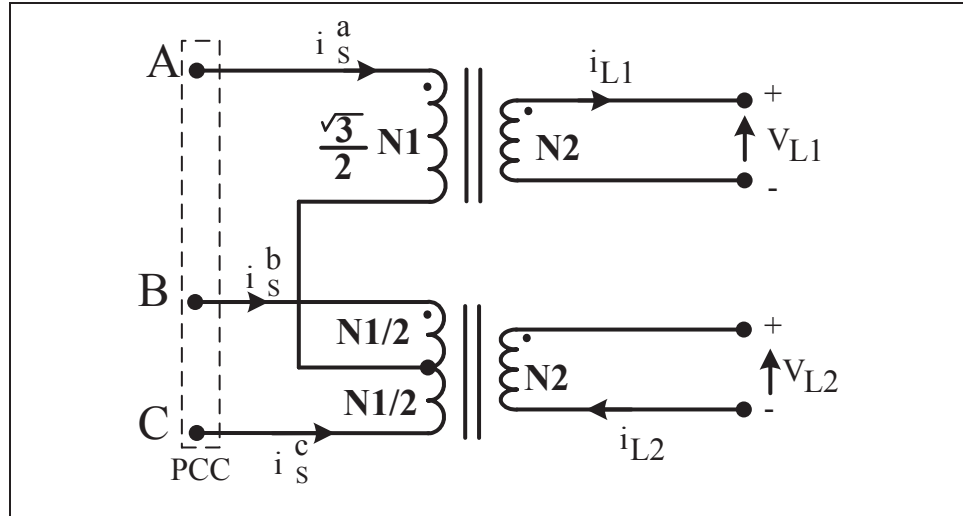 A
i a S
√3/2 N1
i L1
N2
+
V L1
-
B
i b S
N1/2
N1/2
N2
+
V L2
-
i L2
C
i c S
PCC